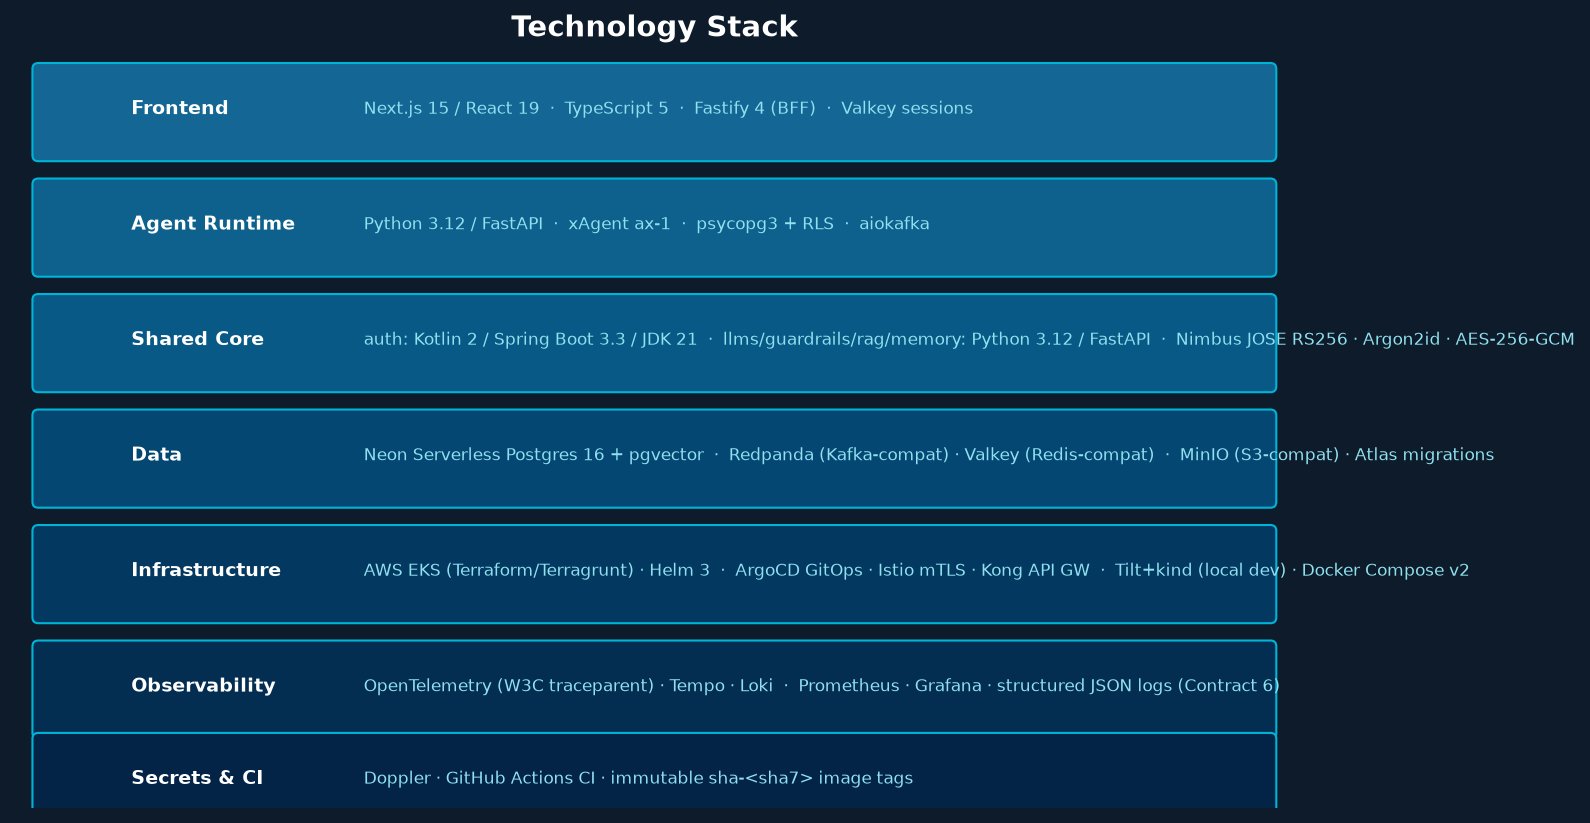 Technology Stack
Frontend Next.js 15 / React 19 · TypeScript 5 · Fastify 4 (BFF) · Valkey sessions
Agent Runtime Python 3.12 / FastAPI · xAgent ax-1 · psycopg3 + RLS · aiokafka
Shared Core auth: Kotlin 2 / Spring Boot 3.3 / JDK 21 · llms/guardrails/rag/memory: Python 3.12 / FastAPI · Nimbus JOSE RS256 · Argon2id · AES-256-GCM
Data Neon Serverless Postgres 16 + pgvector · Redpanda (Kafka-compat) · Valkey (Redis-compat) · MinIO (S3-compat) · Atlas migrations
Infrastructure AWS EKS (Terraform/Terragrunt) · Helm 3 · ArgoCD GitOps · Istio mTLS · Kong API GW · Tilt+kind (local dev) · Docker Compose v2
Observability OpenTelemetry (W3C traceparent) · Tempo · Loki · Prometheus · Grafana · structured JSON logs (Contract 6)
Secrets & CI Doppler · GitHub Actions CI · immutable sha-<sha7> image tags